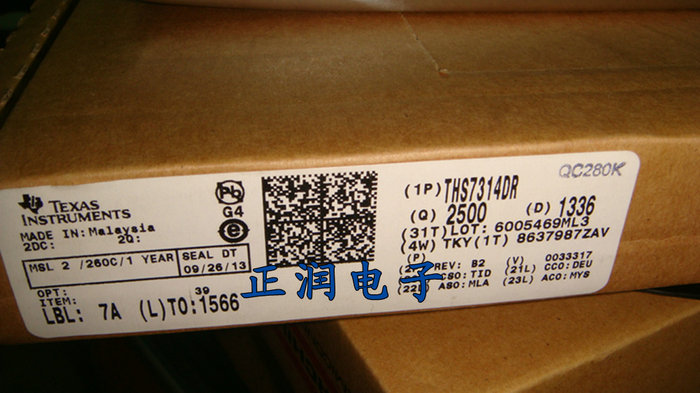 QC280K
TEXAS
INSTRUMENTS
MADE IN: Malaysia
2DC: 2Q:
MSL 2 /260C/1 YEAR
SEAL DT
09/26/13
OPT: 39
ITEM:
LBL: 7A (L)TO:1566
Pb
G4
e
(1P) THS7314DR
(Q) 2500 (D) 1336
(31T)LOT: 6005469ML3
(4W) TKY(1T) 8637987ZAV
(P)
REV: B2 (V) 0033317
CSO: TID (21L) CCO:DEU
(22L) ASO:MLA (23L) ACO:MYS
正润电子